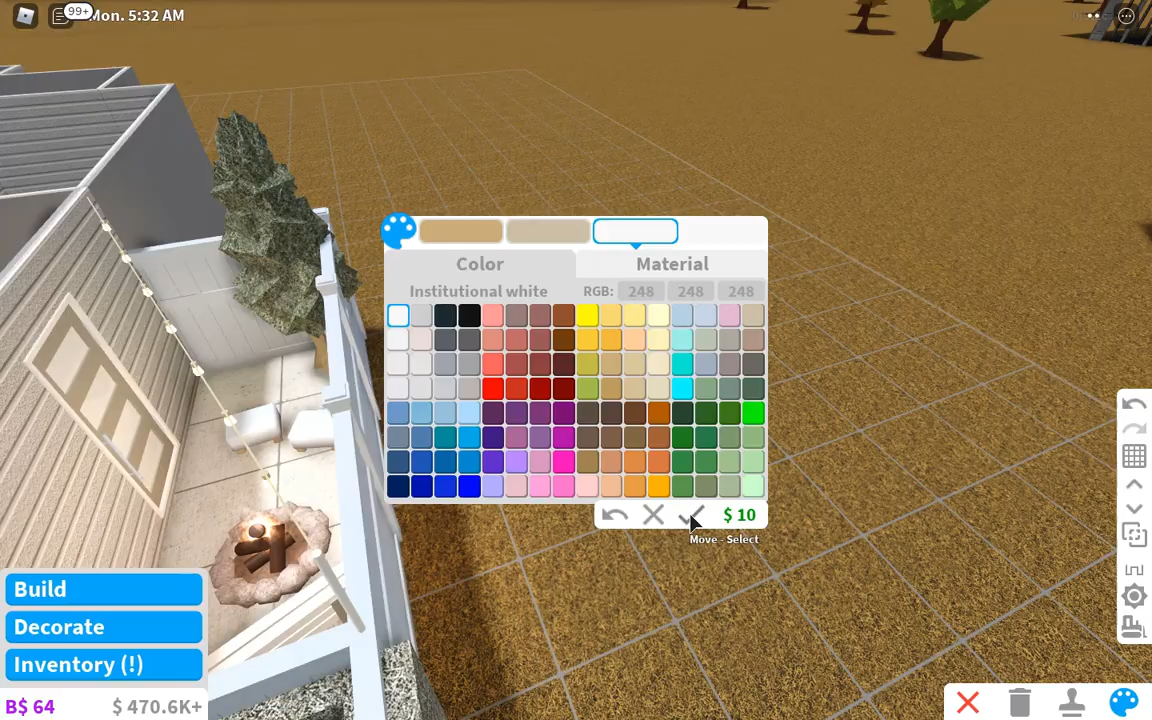 99+
Mon. 5:32 AM
Color
Material
Institutional white
RGB: 248 248 248
$ 10
Move - Select
Build
Decorate
Inventory (!)
B$ 64
$ 470.6K+